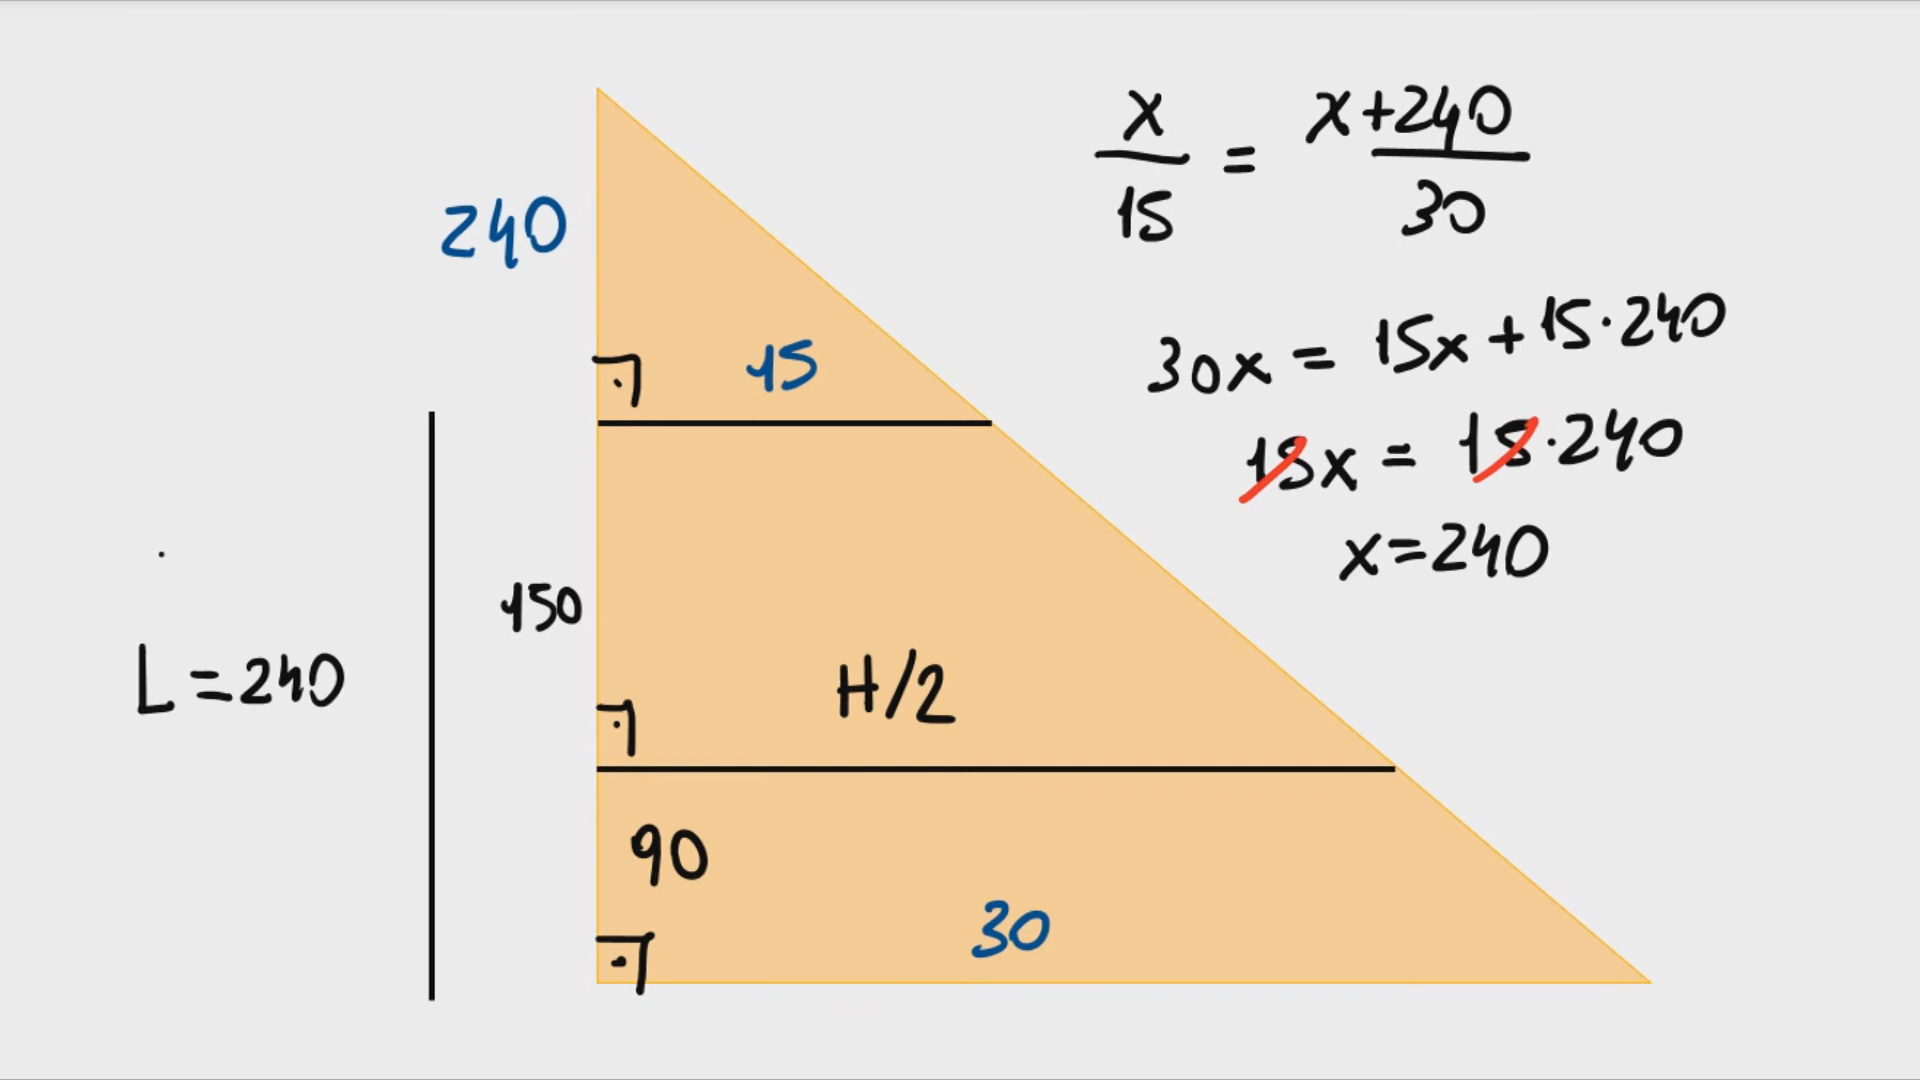 240
15
L = 240
150
H/2
90
30
x/15 = x+240/30
30x = 15x + 15·240
15x = 15·240
x=240